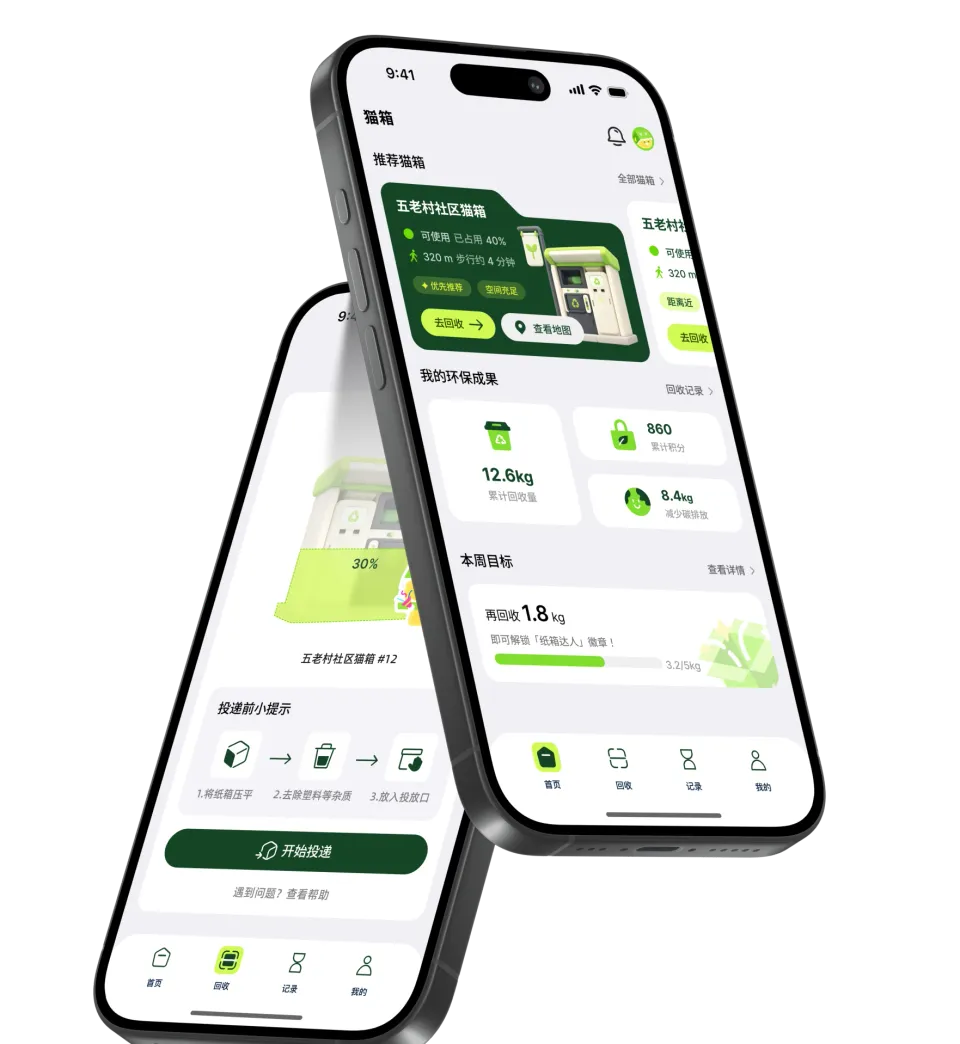 9:41
猫箱
推荐猫箱
全部猫箱
五老村社区猫箱
可使用 已占用 40%
320 m 步行约 4 分钟
优先推荐
空间充足
去回收
查看地图
五老村社
可使用
320 m
距离近
去回收
我的环保成果
回收记录
12.6kg
累计回收量
860
累计积分
8.4kg
减少碳排放
本周目标
查看详情
再回收1.8 kg
即可解锁「纸箱达人」徽章！
3.2/5kg
首页
回收
记录
我的
9:4
30%
五老村社区猫箱 #12
投递前小提示
1.将纸箱压平
2.去除塑料等杂质
3.放入投放口
开始投递
遇到问题？查看帮助
首页
回收
记录
我的